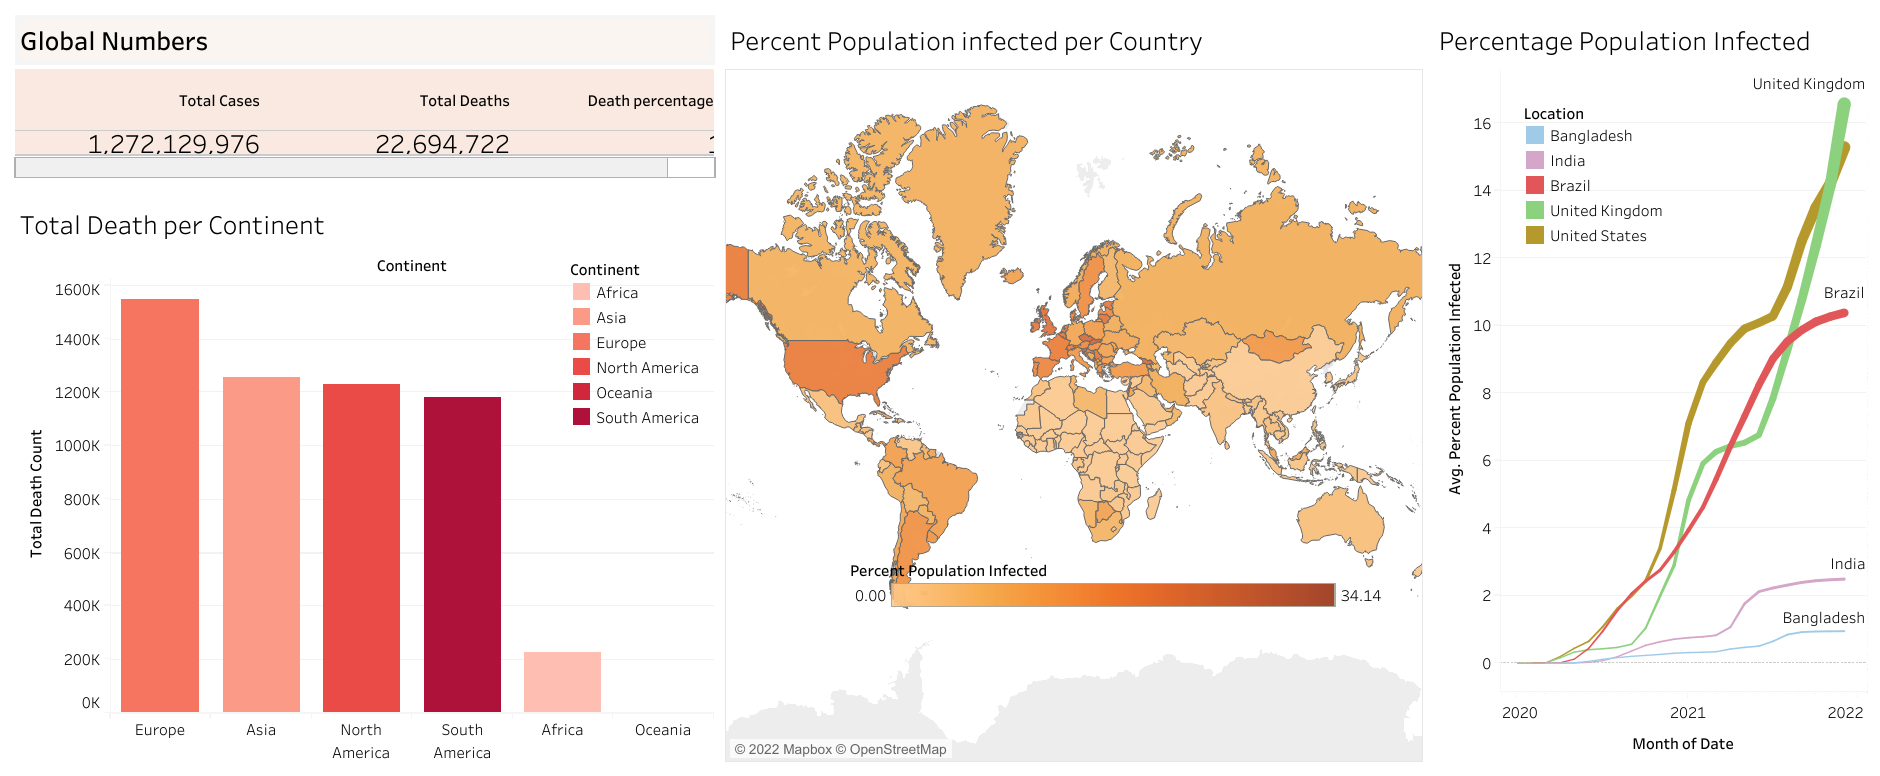 Global Numbers
Total Cases
Total Deaths
Death percentage
1,272,129,976
22,694,722
Total Death per Continent
Continent
Total Death Count
1600K
1400K
1200K
1000K
800K
600K
400K
200K
0K
Europe
Asia
North
America
South
America
Africa
Oceania
Continent
Africa
Asia
Europe
North America
Oceania
South America
Percent Population infected per Country
Percent Population Infected
0.00
34.14
© 2022 Mapbox © OpenStreetMap
Percentage Population Infected
Location
Bangladesh
India
Brazil
United Kingdom
United States
Avg. Percent Population Infected
16
14
12
10
8
6
4
2
0
United Kingdom
Brazil
India
Bangladesh
2020
2021
2022
Month of Date